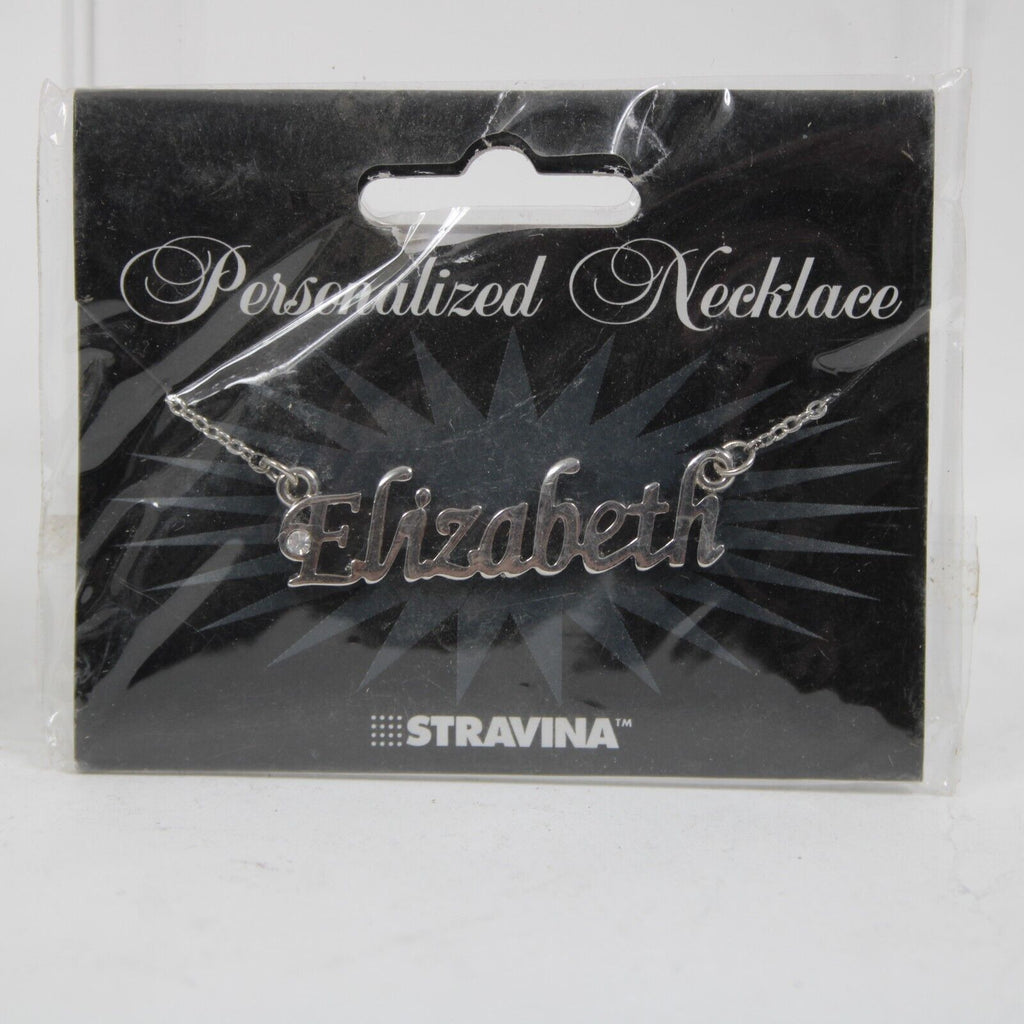 Personalized Necklace
Elizabeth
STRAVINA™